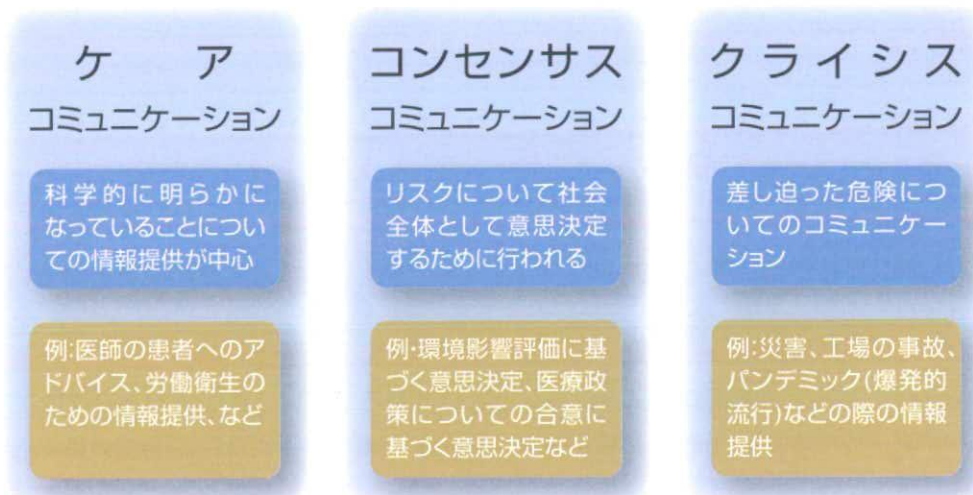 ケア
コミュニケーション
科学的に明らかに
なっていることについ
ての情報提供が中心
例:医師の患者へのア
ドバイス、労働衛生の
ための情報提供、など
コンセンサス
コミュニケーション
リスクについて社会
全体として意思決定
するために行われる
例・環境影響評価に基
づく意思決定、医療政
策についての合意に
基づく意思決定など
クライシス
コミュニケーション
差し迫った危険につ
いてのコミュニケー
ション
例:災害、工場の事故、
パンデミック(爆発的
流行)などの際の情報
提供